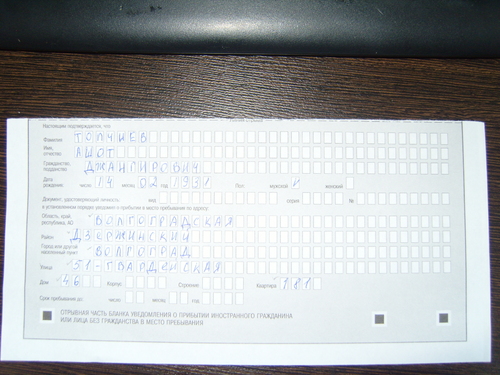 Настоящим подтверждается, что:
Фамилия ТОПЧИЕВ
Имя, отчество АШОТ
Гражданство, подданство ДЖАНГИРОВИЧ
Дата рождения: число 14 месяц 02 год 1991 Пол мужской V женский
Документ, удостоверяющий личность вид серия №
в установленном порядке уведомил о прибытии в место пребывания по адресу:
Область, край, республика, АО ВОЛГОГРАДСКАЯ
Район ДЗЕРЖИНСКИЙ
Город или другой населенный пункт ВОЛГОГРАД
Улица 51-ГВАРДЕЙСКАЯ
Дом 46 Корпус Строение Квартира 181
Срок пребывания до: число месяц год
ОТРЫВНАЯ ЧАСТЬ БЛАНКА УВЕДОМЛЕНИЯ О ПРИБЫТИИ ИНОСТРАННОГО ГРАЖДАНИНА
ИЛИ ЛИЦА БЕЗ ГРАЖДАНСТВА В МЕСТО ПРЕБЫВАНИЯ